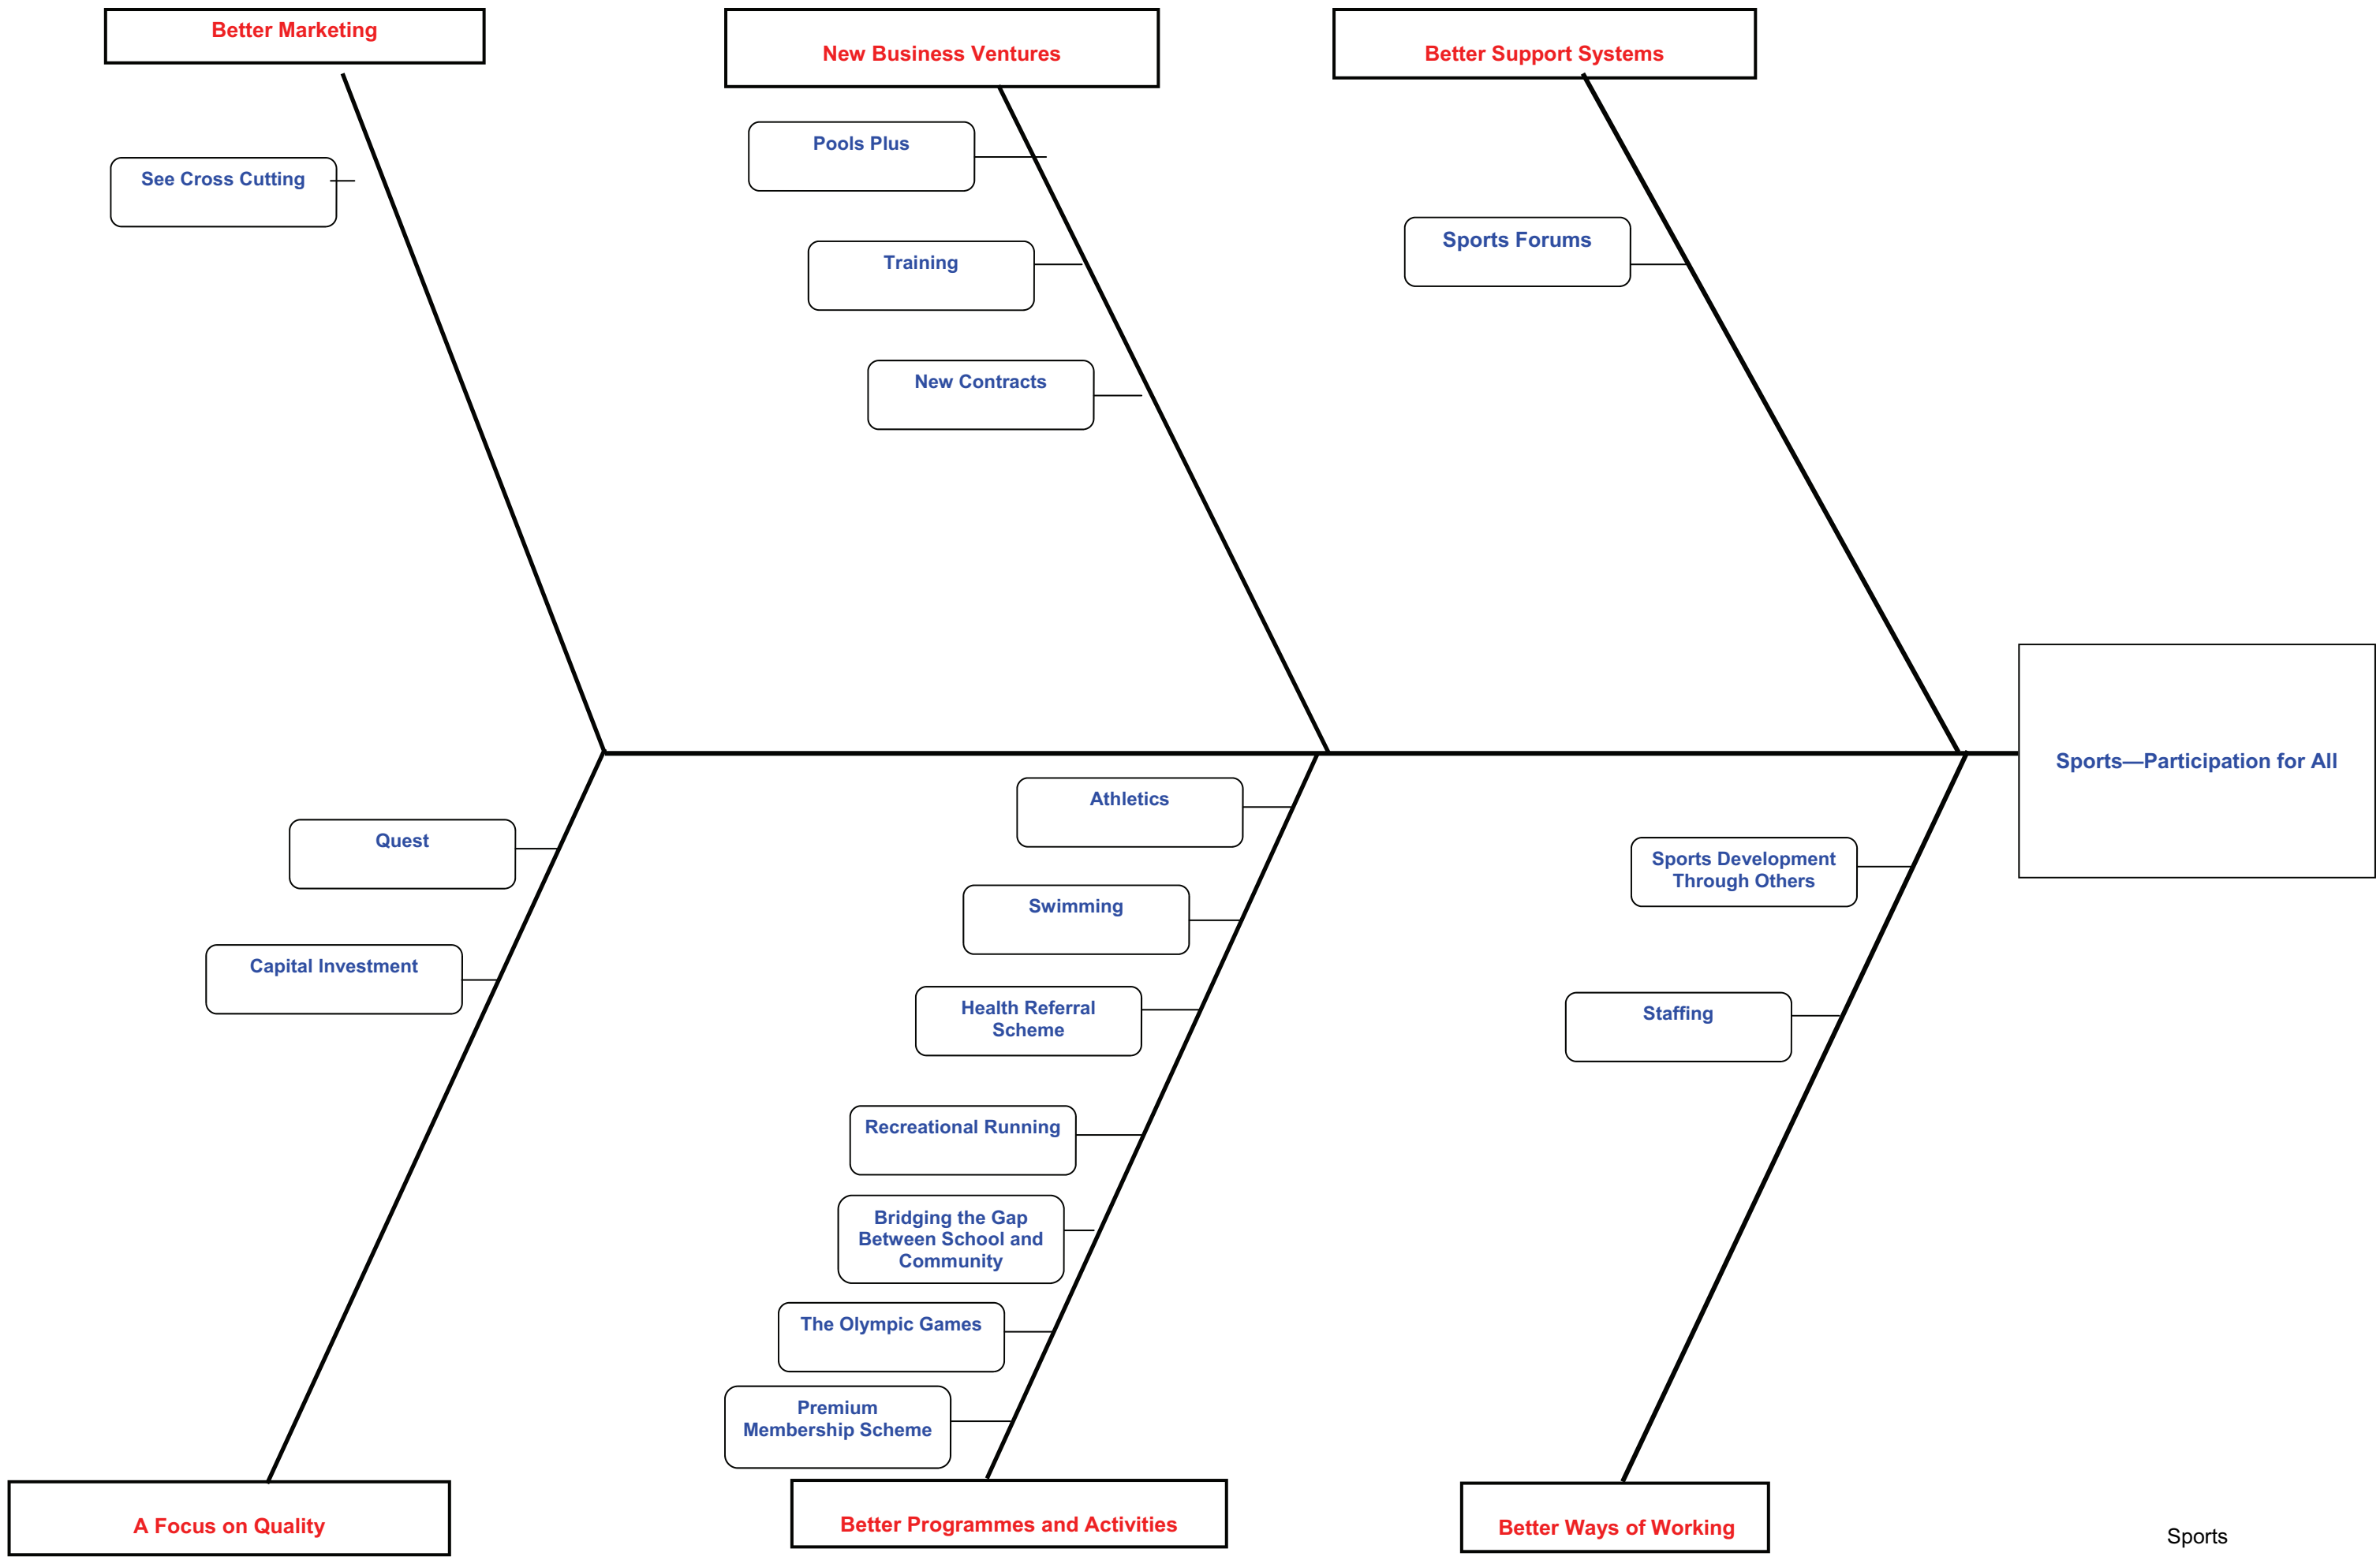 Better Marketing
New Business Ventures
Better Support Systems
Pools Plus
See Cross Cutting
Sports Forums
Training
New Contracts
Sports—Participation for All
Athletics
Quest
Sports Development
Through Others
Swimming
Capital Investment
Health Referral
Scheme
Staffing
Recreational Running
Bridging the Gap
Between School and
Community
The Olympic Games
Premium
Membership Scheme
A Focus on Quality
Better Programmes and Activities
Better Ways of Working
Sports